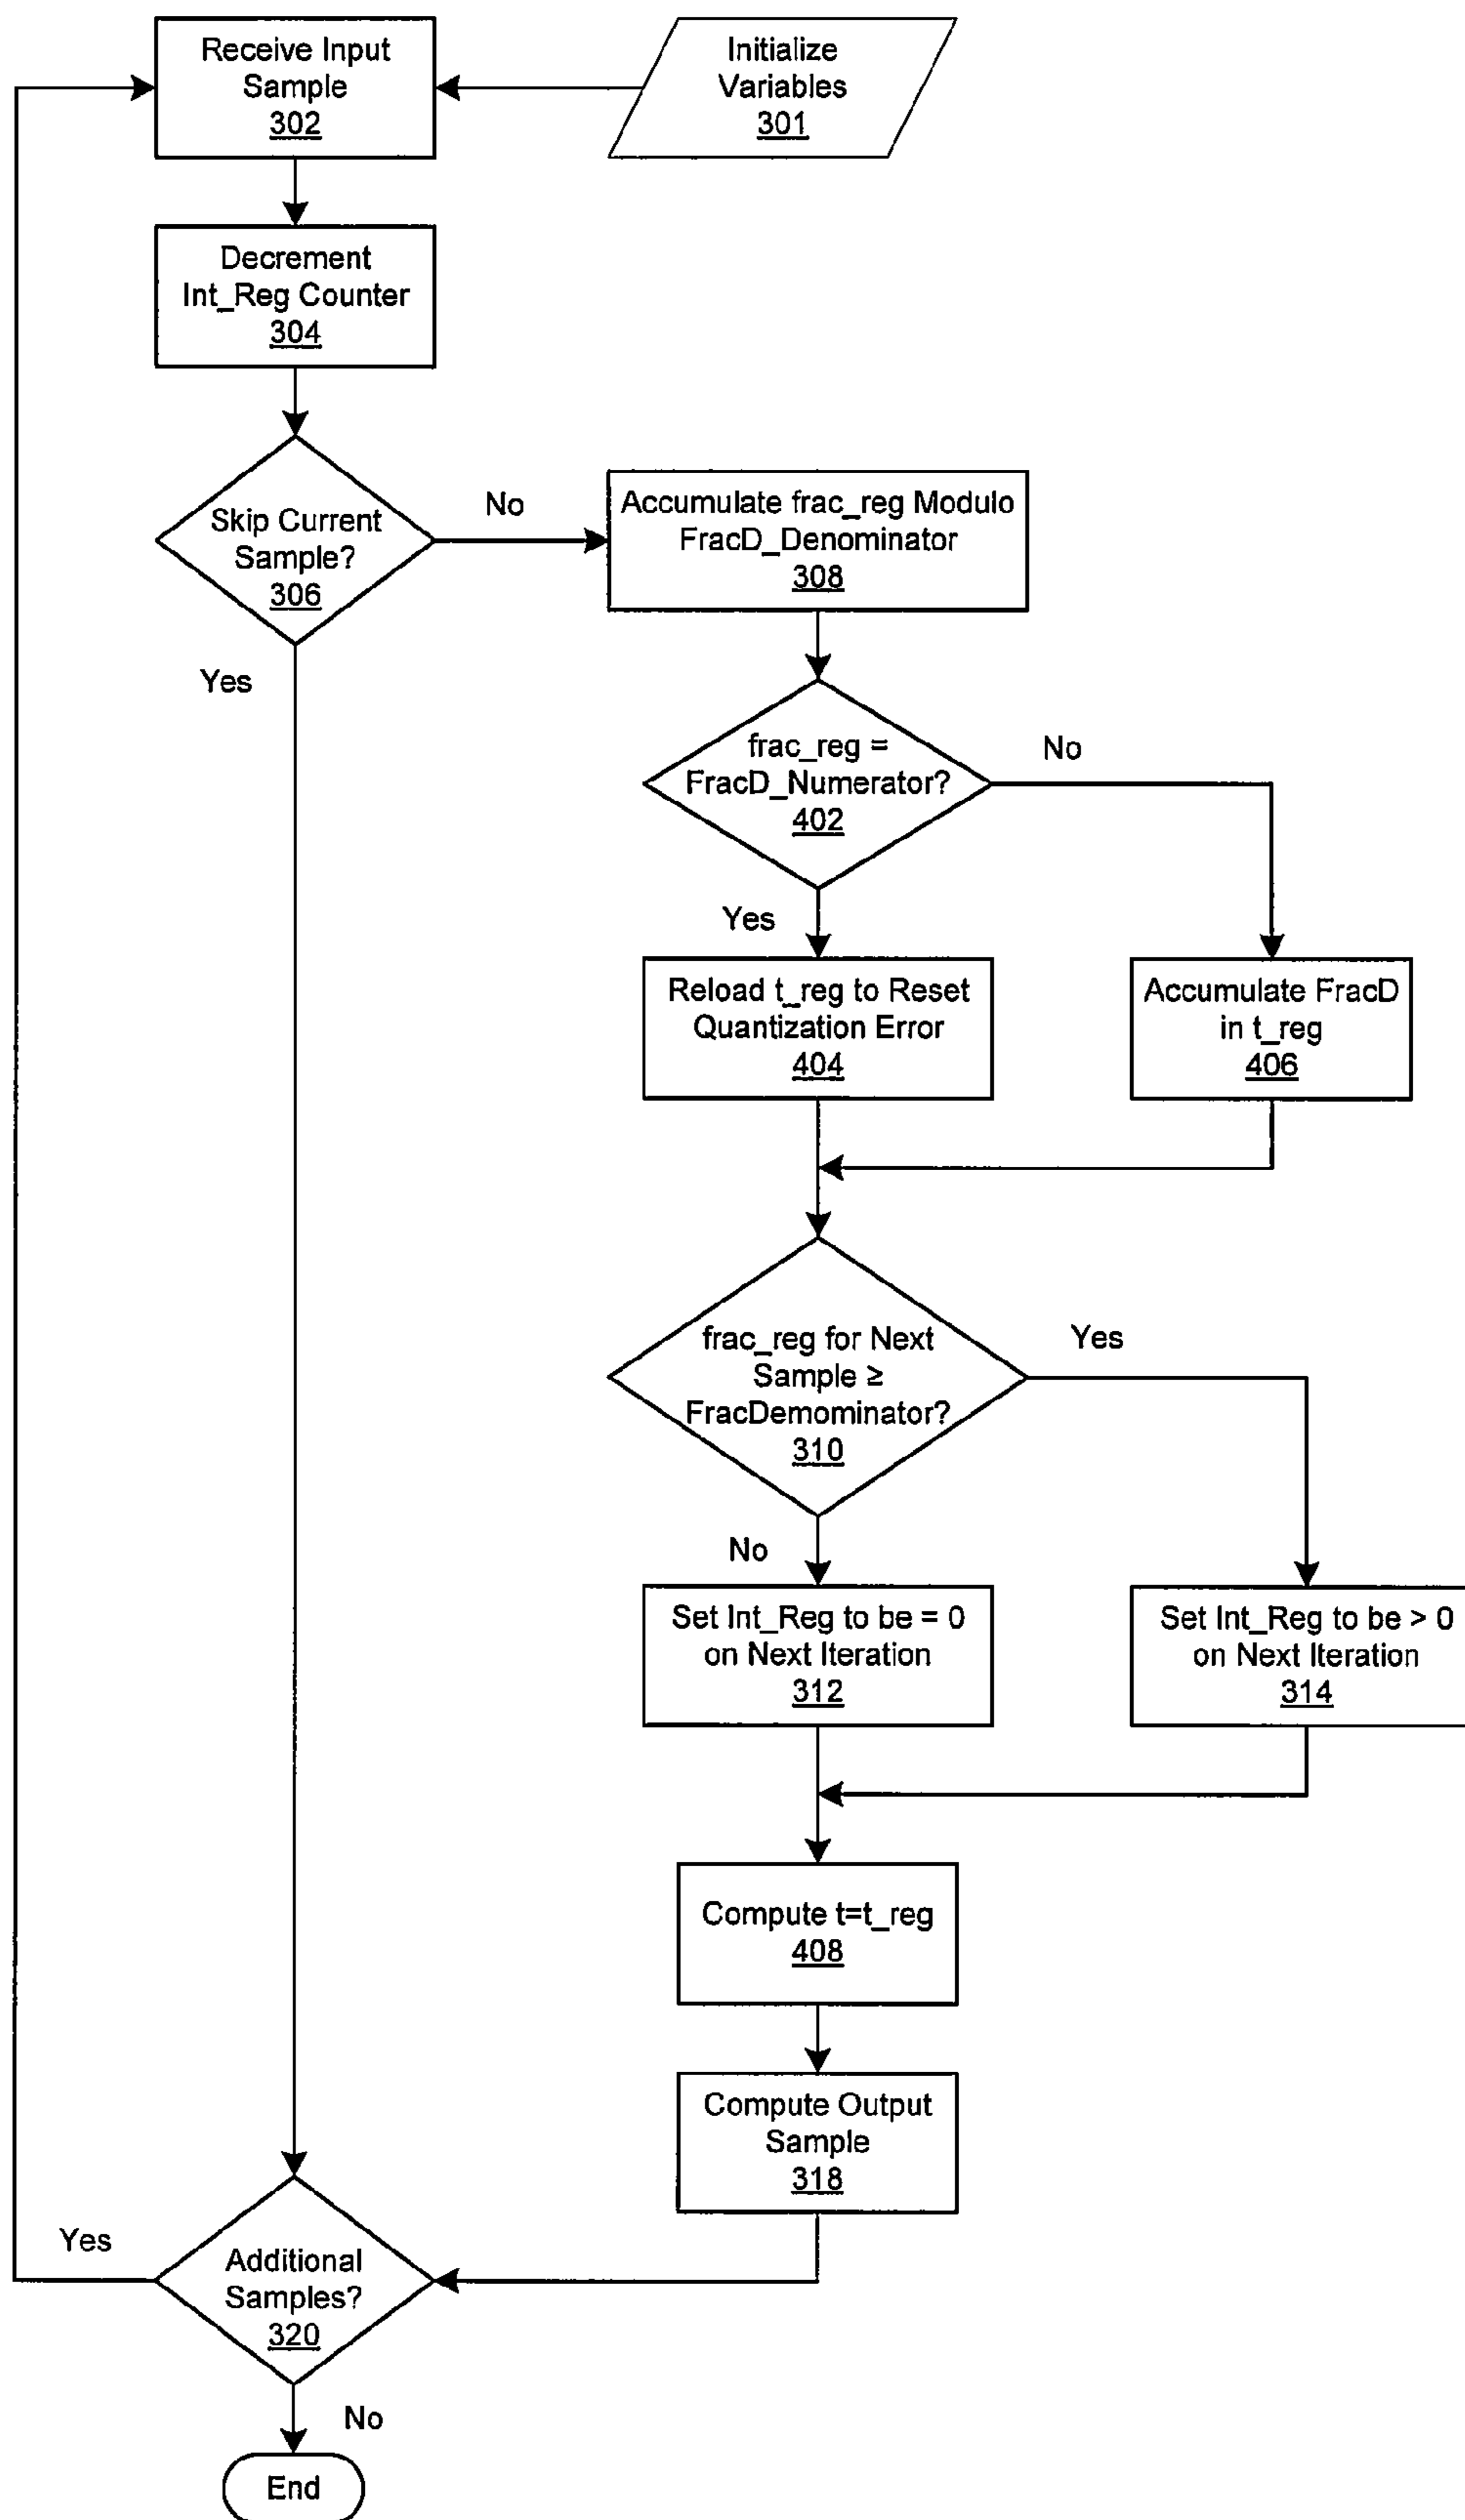 Receive Input
Sample
302
Initialize
Variables
301
Decrement
Int_Reg Counter
304
Skip Current
Sample?
306
No
Yes
Accumulate frac_reg Modulo
FracD_Denominator
308
frac_reg =
FracD_Numerator?
402
No
Yes
Reload t_reg to Reset
Quantization Error
404
Accumulate FracD
in t_reg
406
frac_reg for Next
Sample ≥
FracDemominator?
310
Yes
No
Set Int_Reg to be = 0
on Next Iteration
312
Set Int_Reg to be > 0
on Next Iteration
314
Compute t=t_reg
408
Compute Output
Sample
318
Yes
Additional
Samples?
320
No
End